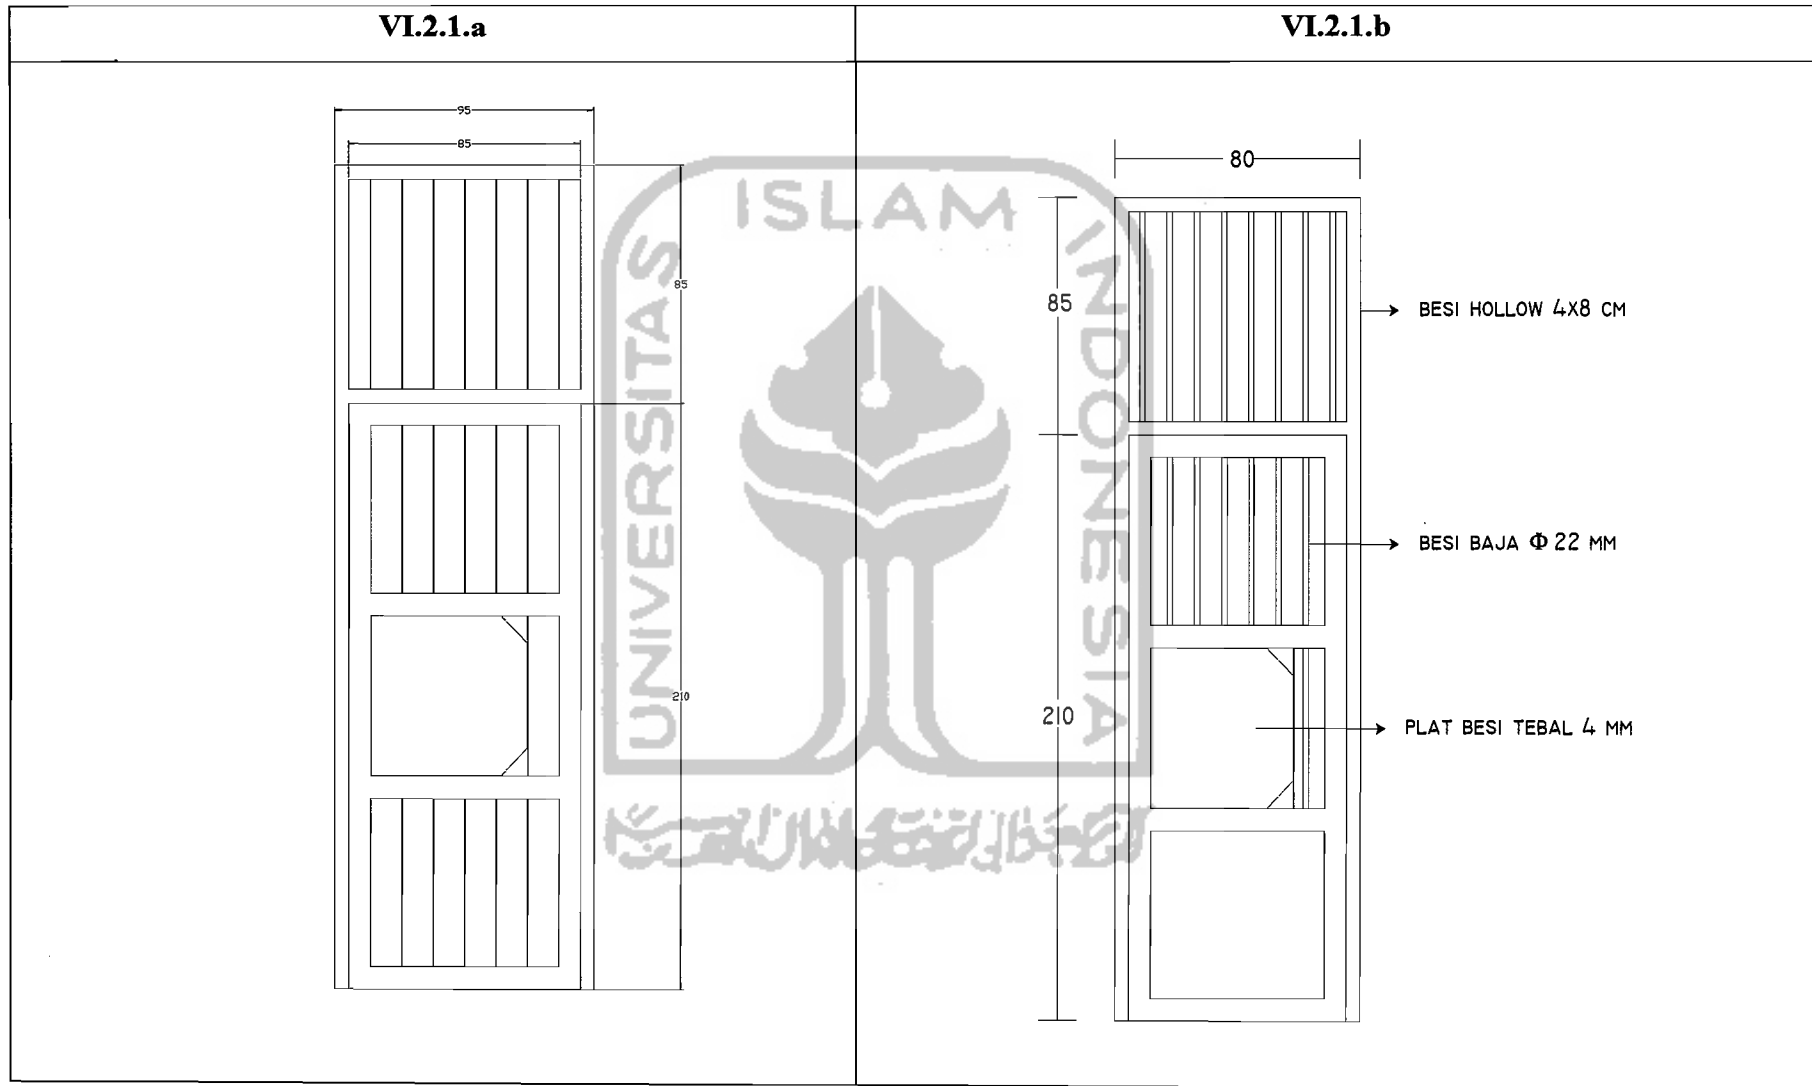 VI.2.1.a
VI.2.1.b
95
85
85
210
80
85
210
BESI HOLLOW 4X8 CM
BESI BAJA Φ 22 MM
PLAT BESI TEBAL 4 MM
UNIVERSITAS ISLAM INDONESIA